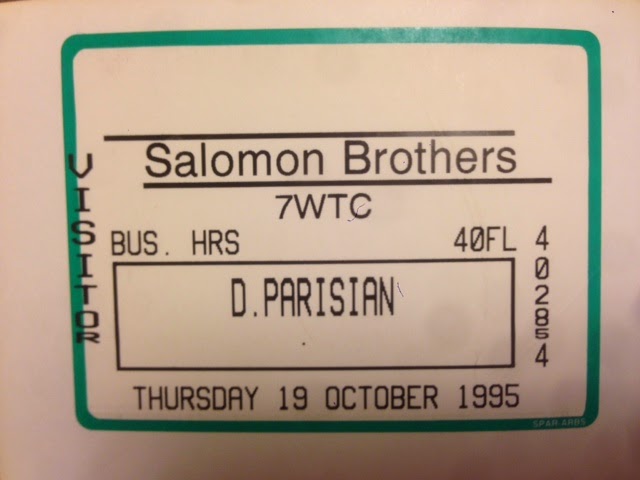 Salomon Brothers
7WTC
VISITOR
BUS. HRS 40FL
402854
D.PARISIAN
THURSDAY 19 OCTOBER 1995
SPAR-ARBS